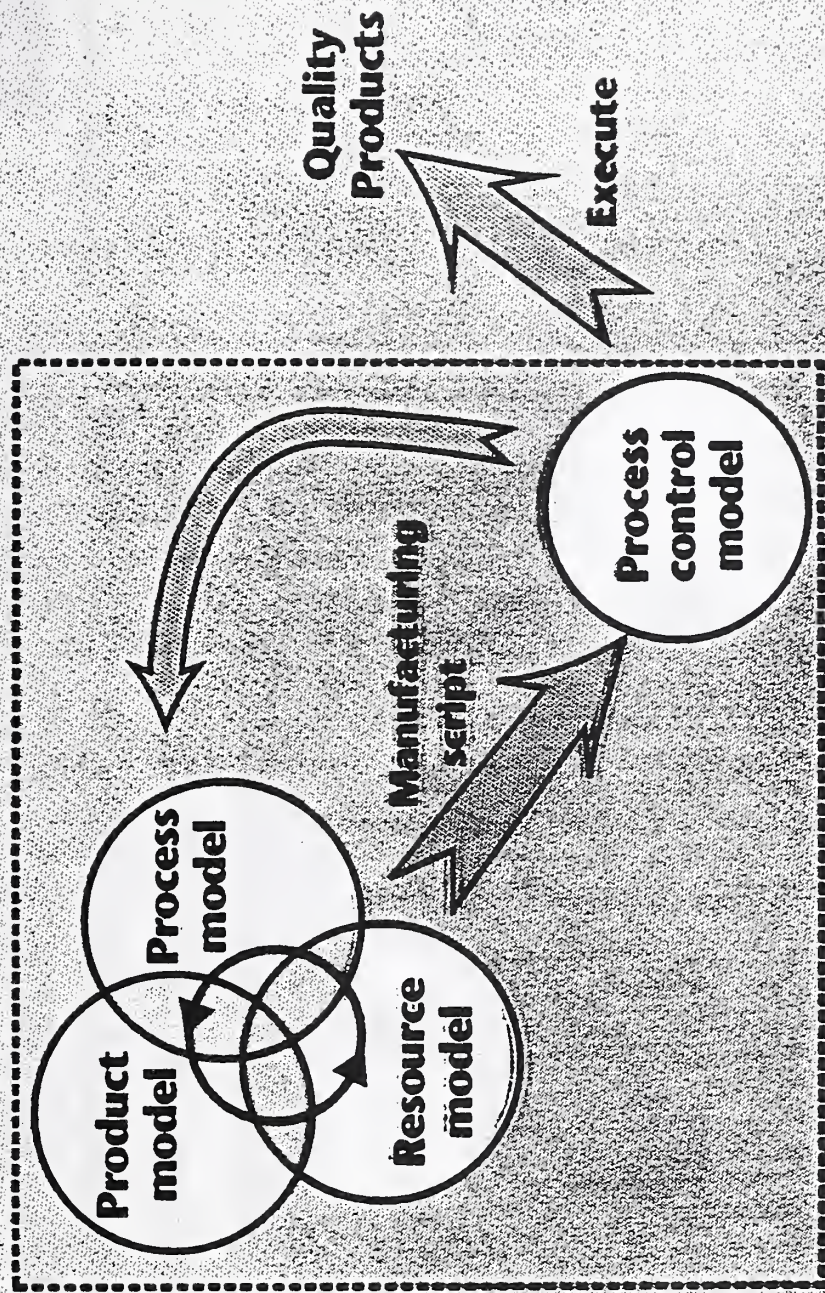 Product
model
Process
model
Resource
model
Manufacturing
script
Process
control
model
Quality
Products
Execute